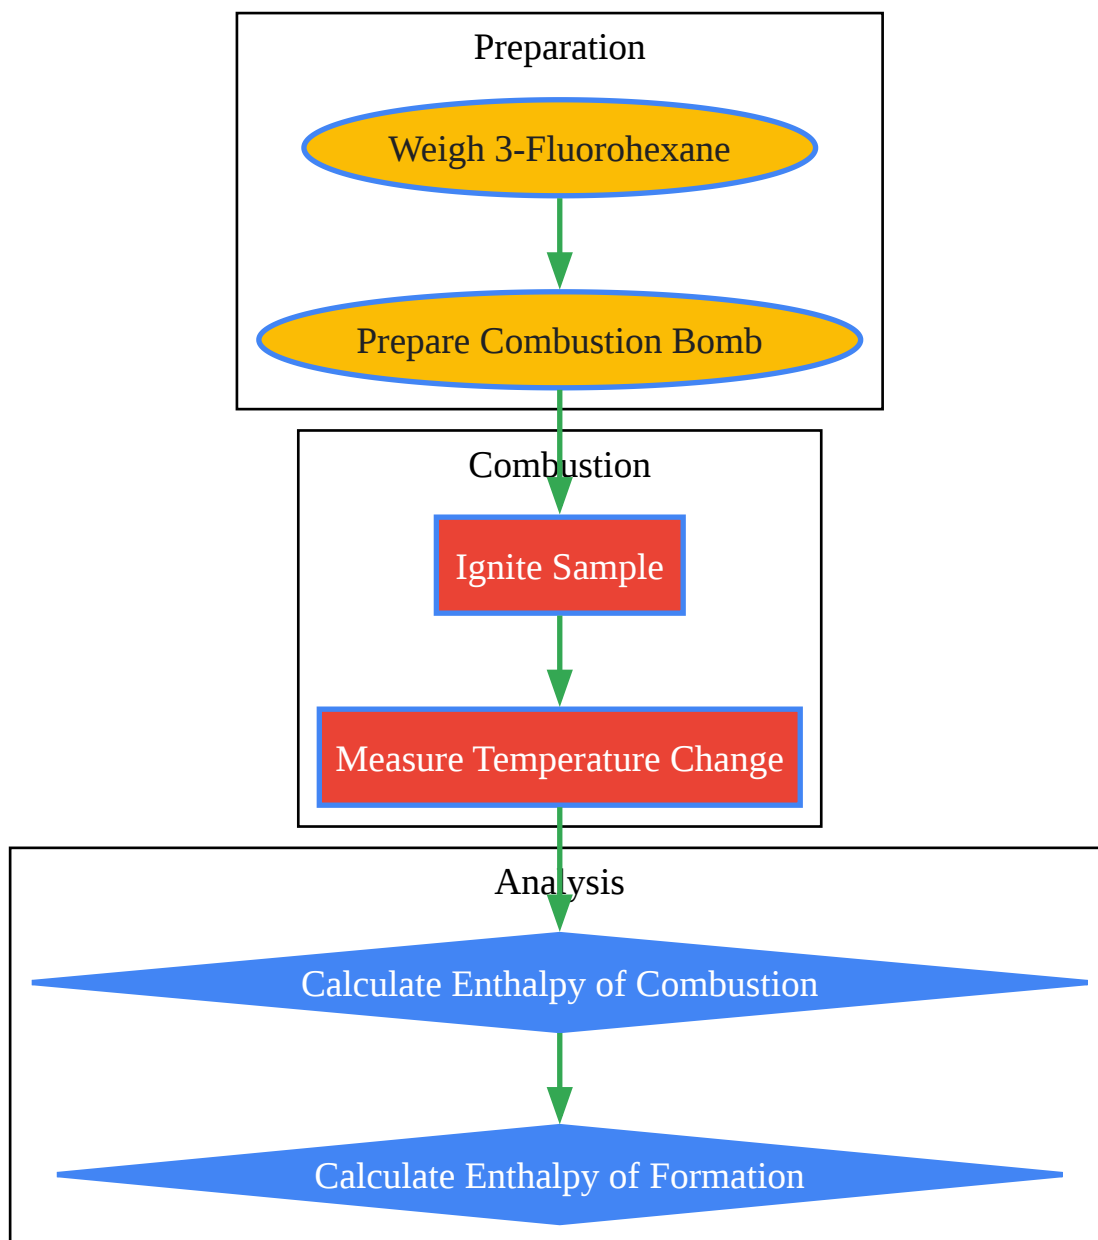 Preparation
Weigh 3-Fluorohexane
Prepare Combustion Bomb
Combustion
Ignite Sample
Measure Temperature Change
Analysis
Calculate Enthalpy of Combustion
Calculate Enthalpy of Formation